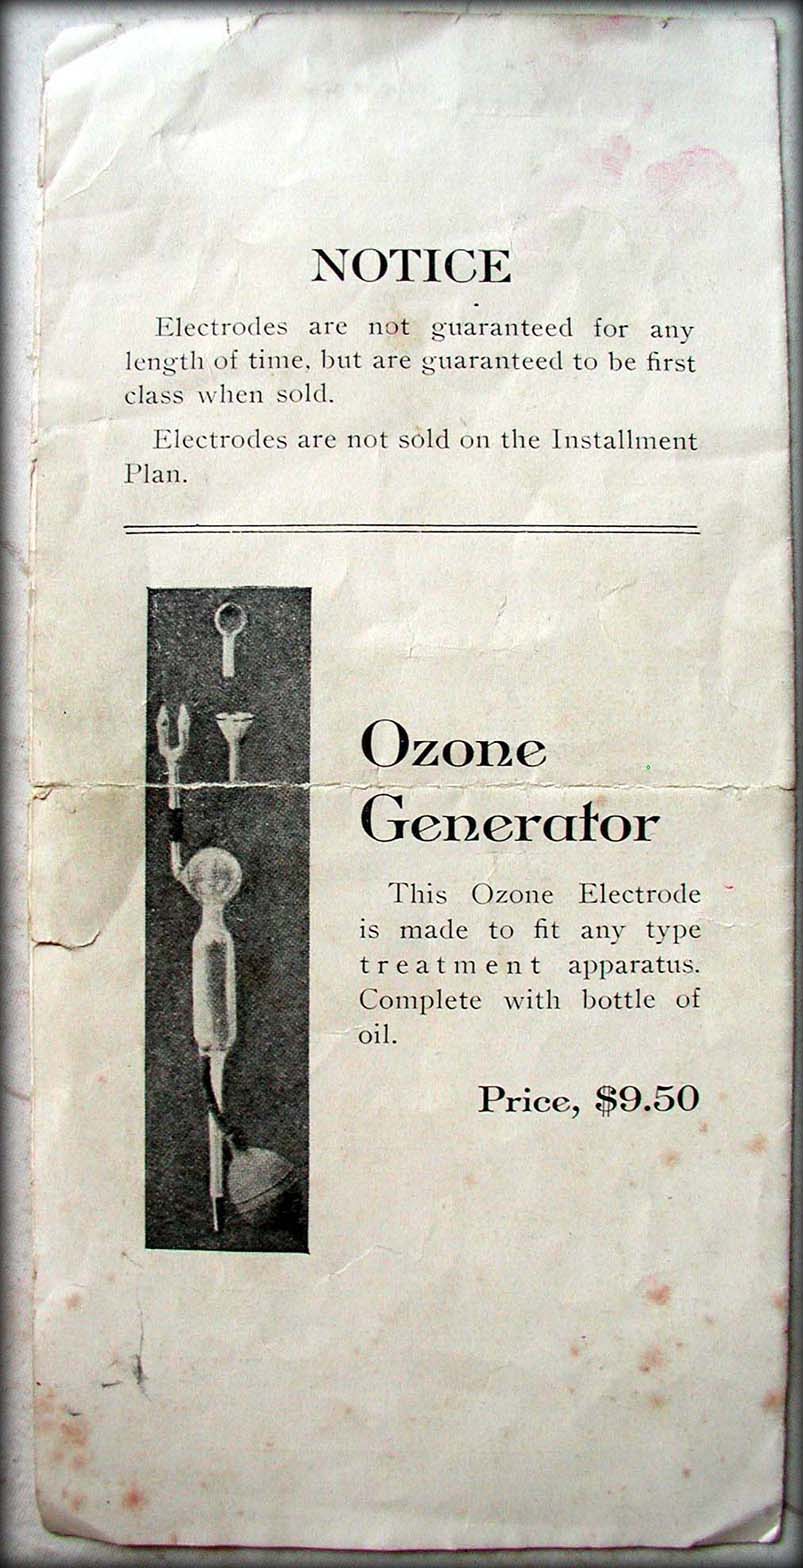 NOTICE
Electrodes are not guaranteed for any
length of time, but are guaranteed to be first
class when sold.
Electrodes are not sold on the Installment
Plan.
Ozone
Generator
This Ozone Electrode
is made to fit any type
treatment apparatus.
Complete with bottle of
oil.
Price, $9.50